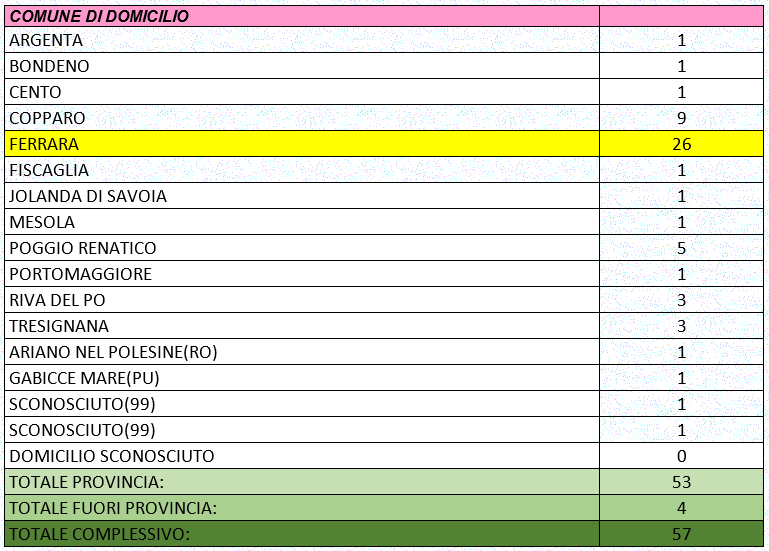 COMUNE DI DOMICILIO
ARGENTA 1
BONDENO 1
CENTO 1
COPPARO 9
FERRARA 26
FISCAGLIA 1
JOLANDA DI SAVOIA 1
MESOLA 1
POGGIO RENATICO 5
PORTOMAGGIORE 1
RIVA DEL PO 3
TRESIGNANA 3
ARIANO NEL POLESINE(RO) 1
GABICCE MARE(PU) 1
SCONOSCIUTO(99) 1
SCONOSCIUTO(99) 1
DOMICILIO SCONOSCIUTO 0
TOTALE PROVINCIA: 53
TOTALE FUORI PROVINCIA: 4
TOTALE COMPLESSIVO: 57